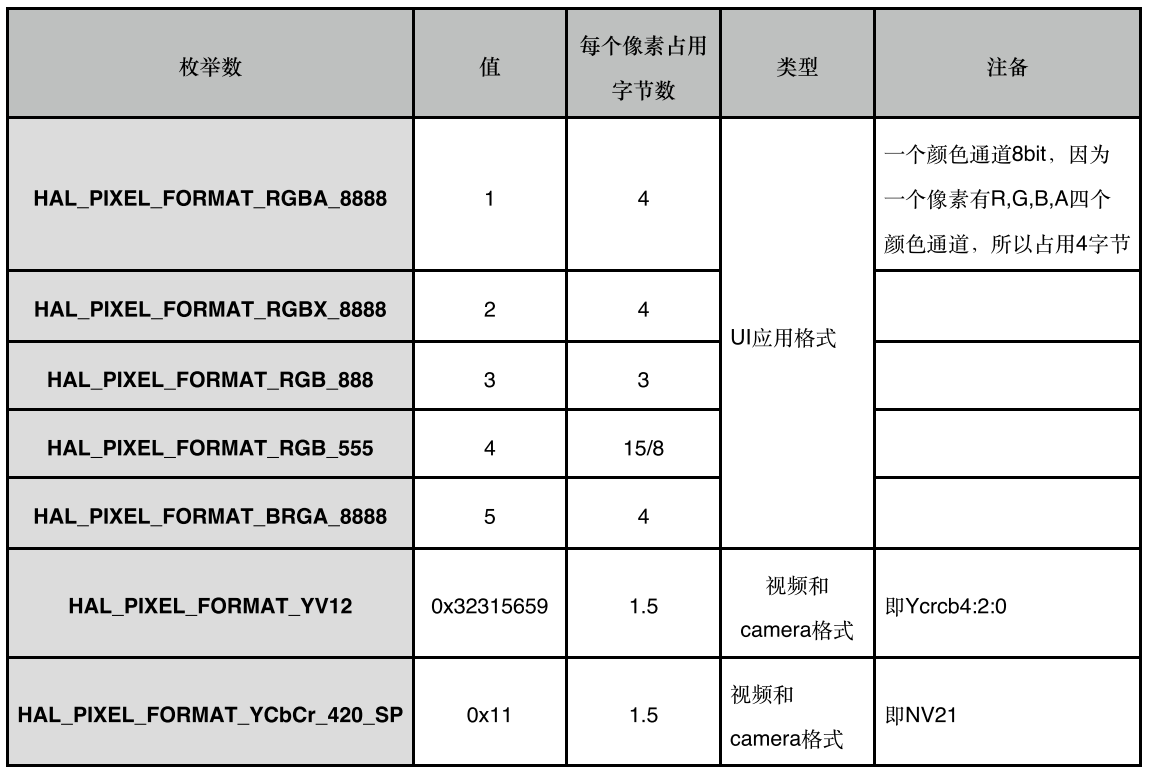 枚举数
值
每个像素占用
字节数
类型
注备
HAL_PIXEL_FORMAT_RGBA_8888
1
4
UI应用格式
一个颜色通道8bit，因为
一个像素有R,G,B,A四个
颜色通道，所以占用4字节
HAL_PIXEL_FORMAT_RGBX_8888
2
4
HAL_PIXEL_FORMAT_RGB_888
3
3
HAL_PIXEL_FORMAT_RGB_555
4
15/8
HAL_PIXEL_FORMAT_BRGA_8888
5
4
HAL_PIXEL_FORMAT_YV12
0x32315659
1.5
视频和
camera格式
即Ycrcb4:2:0
HAL_PIXEL_FORMAT_YCbCr_420_SP
0x11
1.5
视频和
camera格式
即NV21